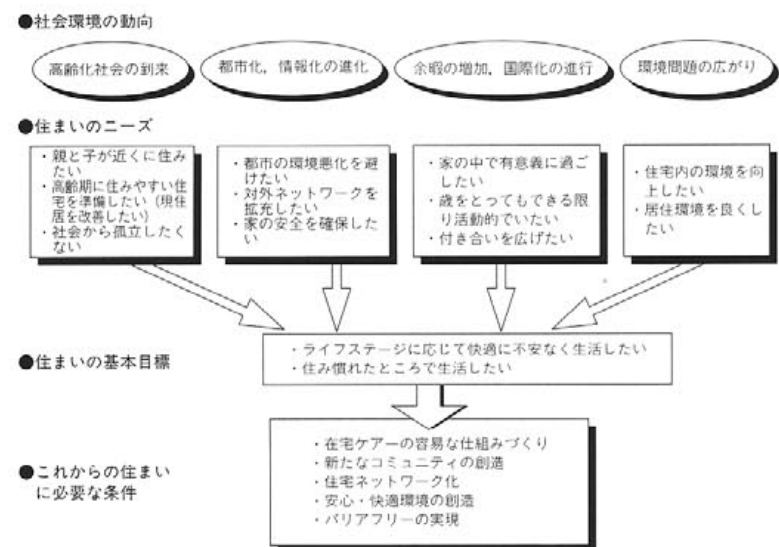 ●社会環境の動向
高齢化社会の到来
都市化,情報化の進化
余暇の増加,国際化の進行
環境問題の広がり
●住まいのニーズ
・親と子が近くに住み
たい
・高齢期に住みやすい住
宅を準備したい（現住
居を改善したい）
・社会から孤立したく
ない
・都市の環境悪化を避
けたい
・対外ネットワークを
拡充したい
・家の安全を確保した
い
・家の中で有意義に過ご
したい
・歳をとってもできる限
り活動的でいたい
・付き合いを広げたい
・住宅内の環境を向
上したい
・居住環境を良くし
たい
●住まいの基本目標
・ライフステージに応じて快適に不安なく生活したい
・住み慣れたところで生活したい
●これからの住まい
に必要な条件
・在宅ケアーの容易な仕組みづくり
・新たなコミュニティの創造
・住宅ネットワーク化
・安心・快適環境の創造
・バリアフリーの実現